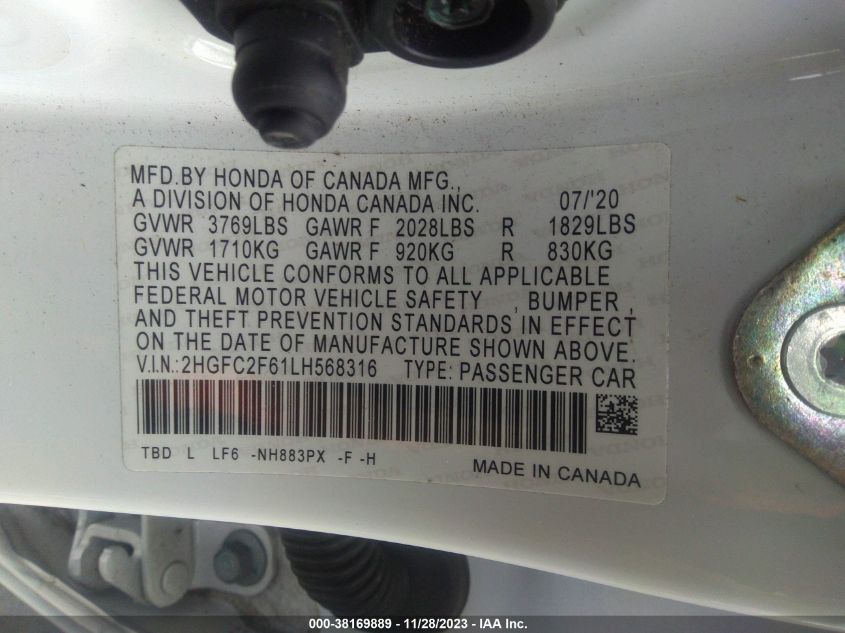 MFD.BY HONDA OF CANADA MFG.,
A DIVISION OF HONDA CANADA INC. 07/'20
GVWR 3769LBS GAWR F 2028LBS R 1829LBS
GVWR 1710KG GAWR F 920KG R 830KG
THIS VEHICLE CONFORMS TO ALL APPLICABLE
FEDERAL MOTOR VEHICLE SAFETY , BUMPER ,
AND THEFT PREVENTION STANDARDS IN EFFECT
ON THE DATE OF MANUFACTURE SHOWN ABOVE.
V.I.N.:2HGFC2F61LH568316 TYPE: PASSENGER CAR
TBD L LF6 -NH883PX -F -H
MADE IN CANADA
000-38169889 - 11/28/2023 - IAA Inc.